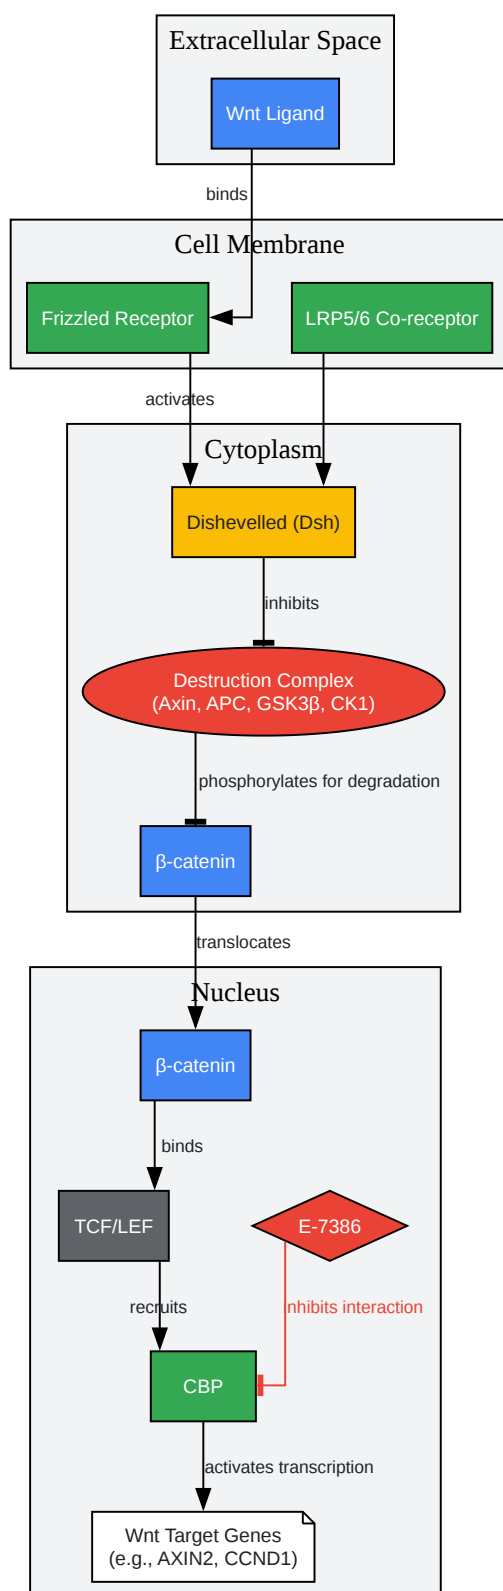 Extracellular Space
Wnt Ligand
binds
Cell Membrane
Frizzled Receptor
LRP5/6 Co-receptor
activates
Cytoplasm
Dishevelled (Dsh)
inhibits
Destruction Complex
(Axin, APC, GSK3β, CK1)
phosphorylates for degradation
β-catenin
translocates
Nucleus
β-catenin
binds
TCF/LEF
E-7386
recruits
inhibits interaction
CBP
activates transcription
Wnt Target Genes
(e.g., AXIN2, CCND1)